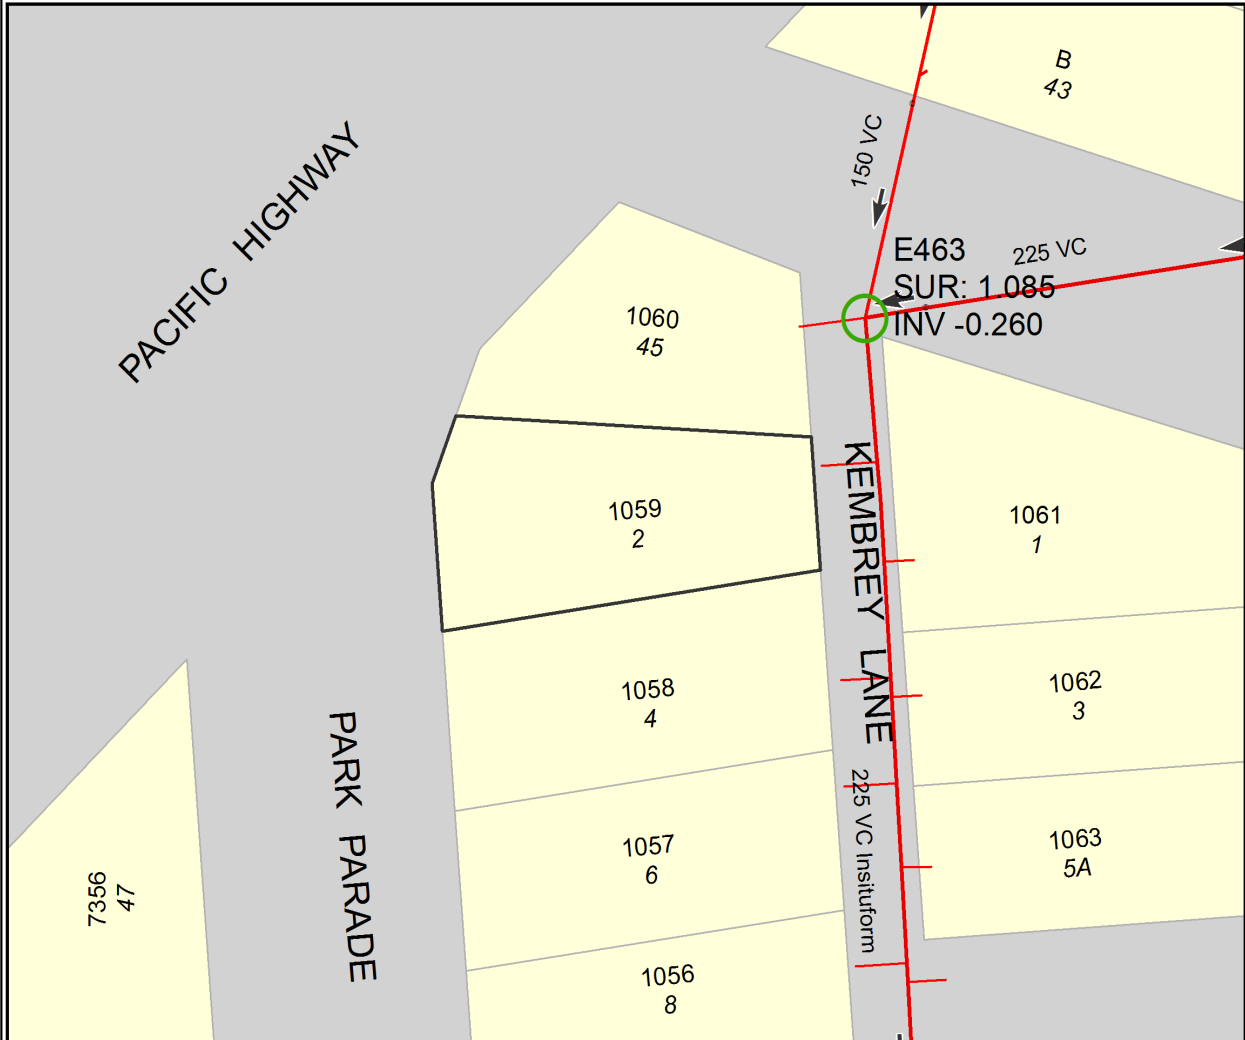 B
43
150 VC
PACIFIC HIGHWAY
E463
225 VC
SUR: 1.085
INV -0.260
1060
45
KEMBREY LANE
1059
2
1061
1
1058
4
1062
3
PARK PARADE
225 VC Insituform
1057
6
1063
5A
7356
47
1056
8